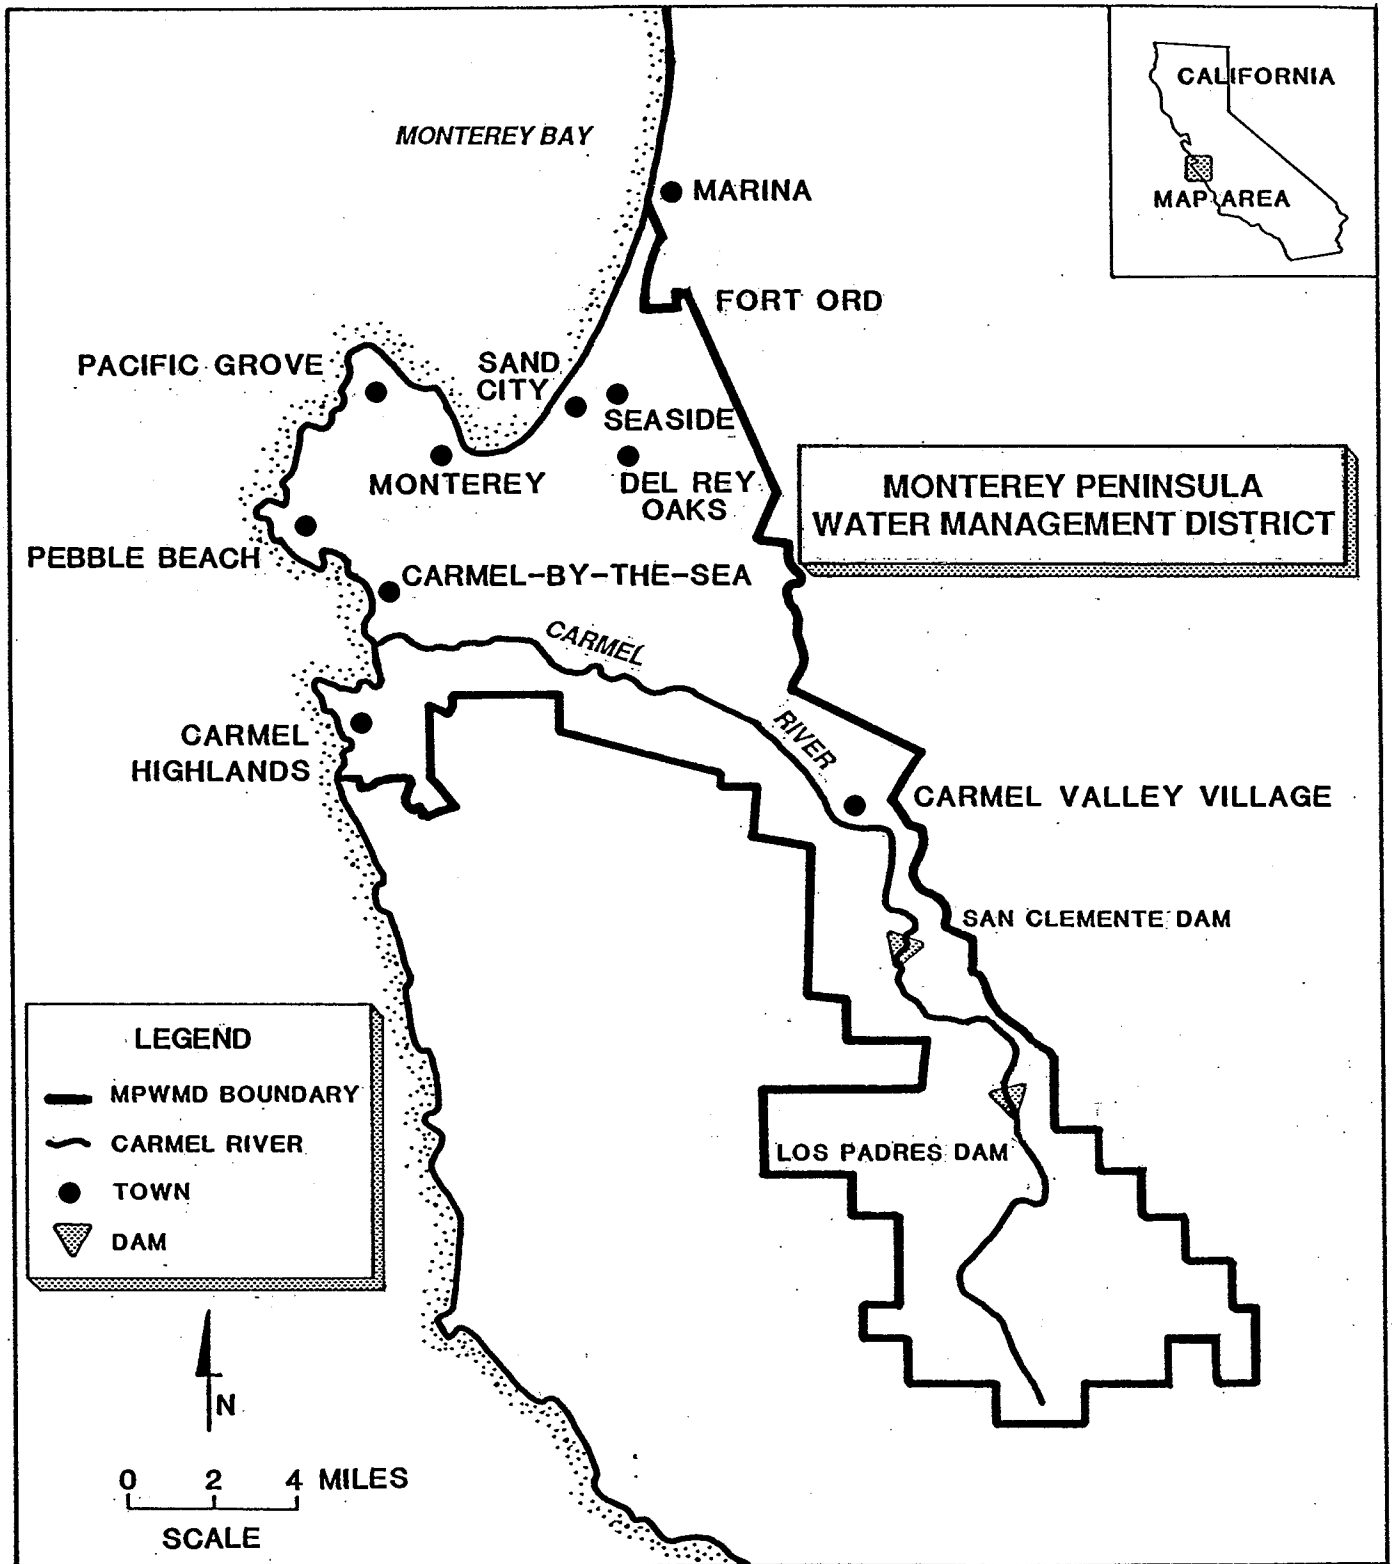 CALIFORNIA
MAP AREA
MONTEREY BAY
MARINA
FORT ORD
PACIFIC GROVE
SAND
CITY
SEASIDE
MONTEREY
DEL REY
OAKS
MONTEREY PENINSULA
WATER MANAGEMENT DISTRICT
PEBBLE BEACH
CARMEL-BY-THE-SEA
CARMEL
RIVER
CARMEL
HIGHLANDS
CARMEL VALLEY VILLAGE
SAN CLEMENTE DAM
LEGEND
MPWMD BOUNDARY
CARMEL RIVER
TOWN
DAM
LOS PADRES DAM
N
0 2 4 MILES
SCALE